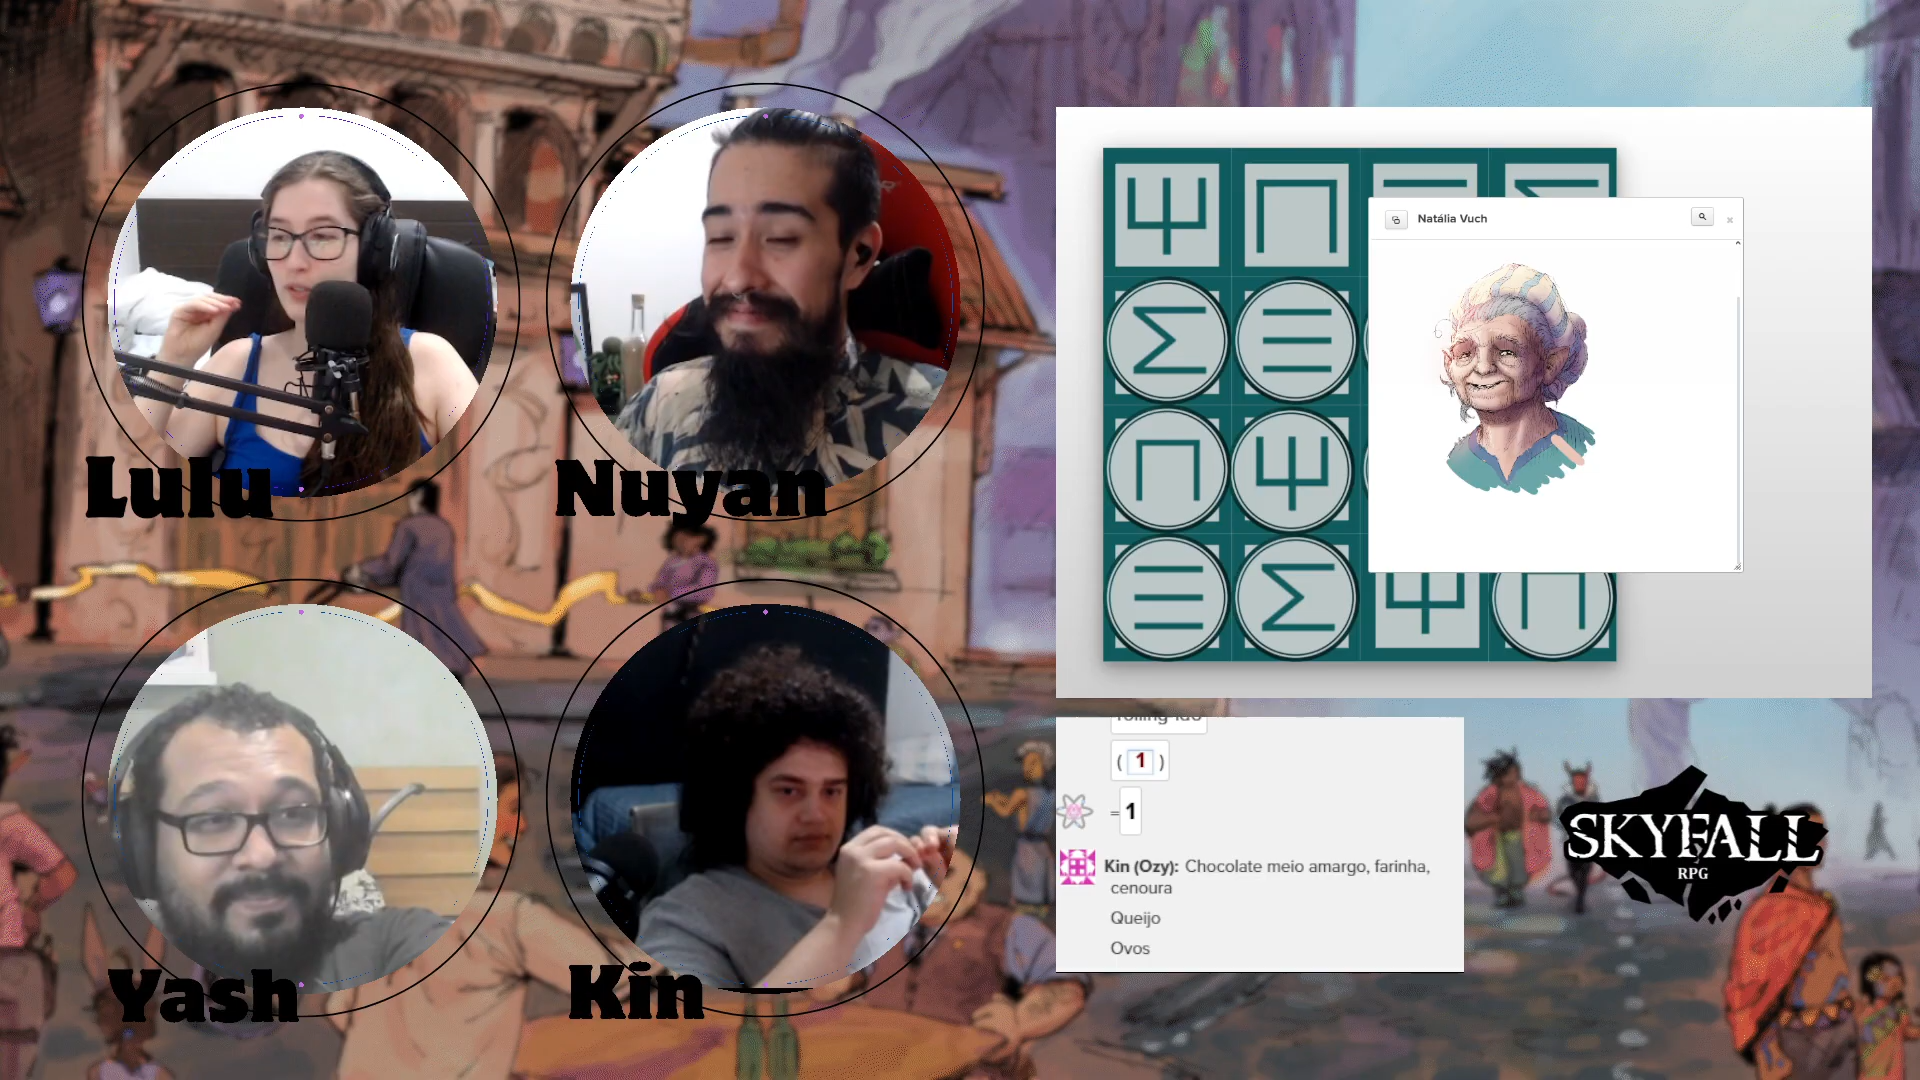 Lulu
Nuyan
Yash
Kin
Natália Vuch
( 1 )
=1
Kin (Ozy): Chocolate meio amargo, farinha,
cenoura
Queijo
Ovos
SKYFALL
RPG